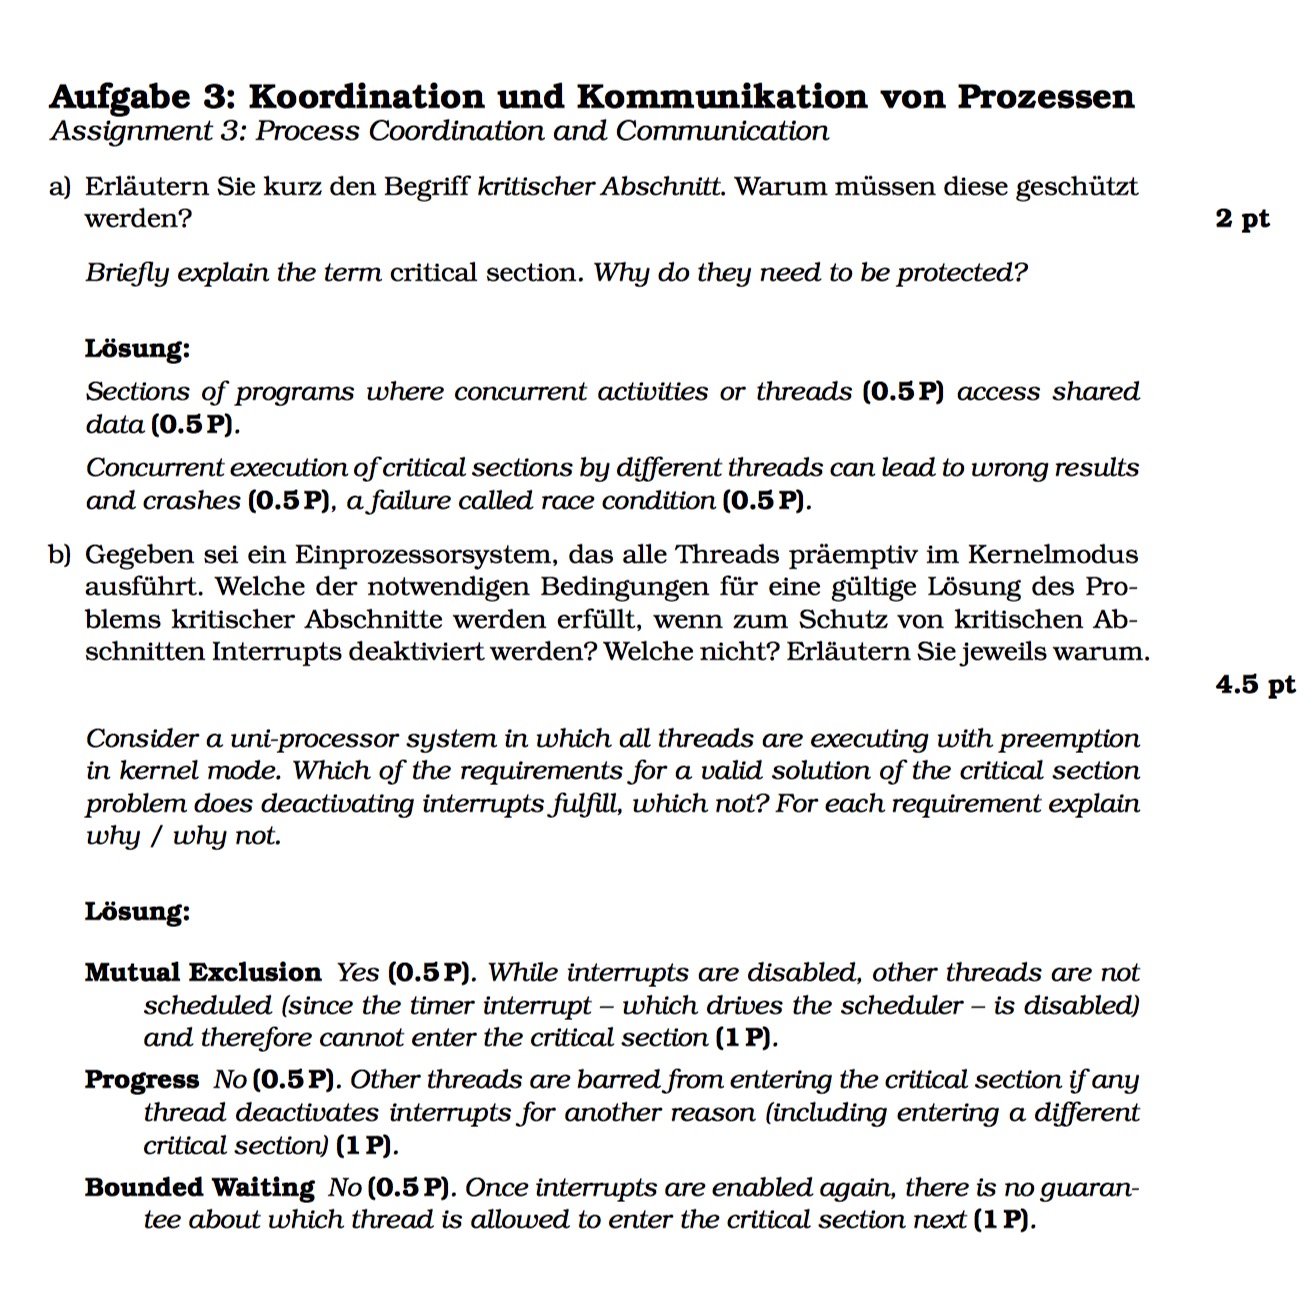 Aufgabe 3: Koordination und Kommunikation von Prozessen
Assignment 3: Process Coordination and Communication
a) Erläutern Sie kurz den Begriff kritischer Abschnitt. Warum müssen diese geschützt
werden?
2 pt
Briefly explain the term critical section. Why do they need to be protected?
Lösung:
Sections of programs where concurrent activities or threads (0.5 P) access shared
data (0.5 P).
Concurrent execution of critical sections by different threads can lead to wrong results
and crashes (0.5 P), a failure called race condition (0.5 P).
b) Gegeben sei ein Einprozessorsystem, das alle Threads präemptiv im Kernelmodus
ausführt. Welche der notwendigen Bedingungen für eine gültige Lösung des Pro-
blems kritischer Abschnitte werden erfüllt, wenn zum Schutz von kritischen Ab-
schnitten Interrupts deaktiviert werden? Welche nicht? Erläutern Sie jeweils warum.
4.5 pt
Consider a uni-processor system in which all threads are executing with preemption
in kernel mode. Which of the requirements for a valid solution of the critical section
problem does deactivating interrupts fulfill, which not? For each requirement explain
why / why not.
Lösung:
Mutual Exclusion Yes (0.5 P). While interrupts are disabled, other threads are not
scheduled (since the timer interrupt – which drives the scheduler – is disabled)
and therefore cannot enter the critical section (1 P).
Progress No (0.5 P). Other threads are barred from entering the critical section if any
thread deactivates interrupts for another reason (including entering a different
critical section) (1 P).
Bounded Waiting No (0.5 P). Once interrupts are enabled again, there is no guaran-
tee about which thread is allowed to enter the critical section next (1 P).